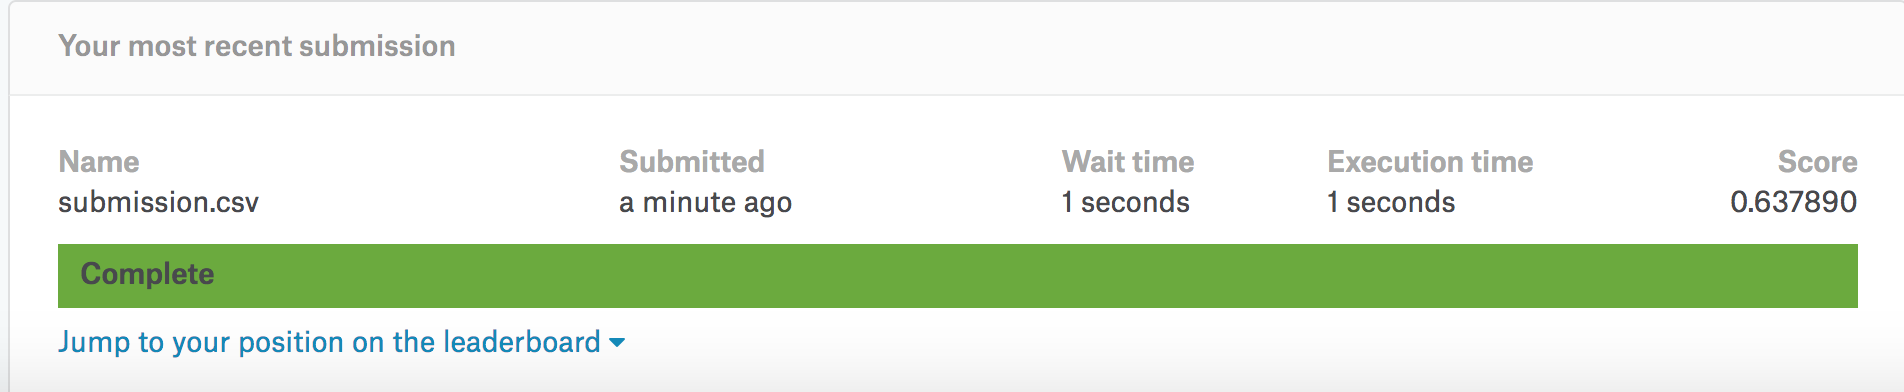 Your most recent submission
Name Submitted Wait time Execution time Score
submission.csv a minute ago 1 seconds 1 seconds 0.637890
Complete
Jump to your position on the leaderboard